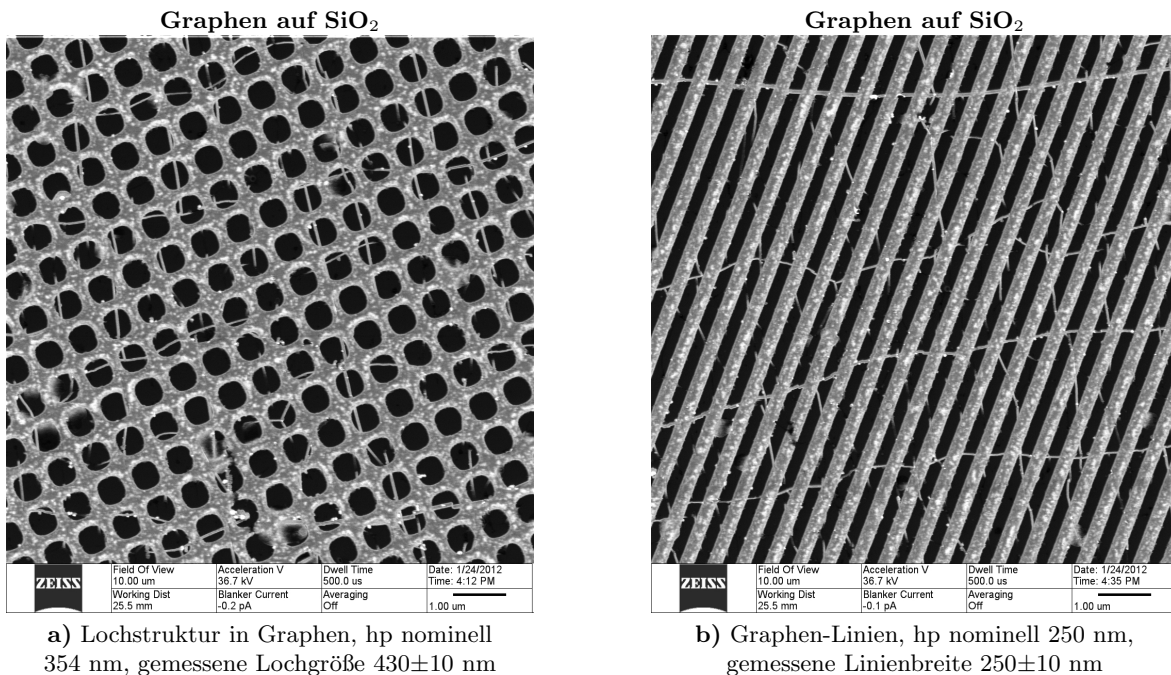 Graphen auf SiO₂
Field Of View
10.00 um
Acceleration V
36.7 kV
Dwell Time
500.0 us
Date: 1/24/2012
Time: 4:12 PM
ZEISS
Working Dist
25.5 mm
Blanker Current
-0.2 pA
Averaging
Off
1.00 um
a) Lochstruktur in Graphen, hp nominell
354 nm, gemessene Lochgröße 430±10 nm
Graphen auf SiO₂
Field Of View
10.00 um
Acceleration V
36.7 kV
Dwell Time
500.0 us
Date: 1/24/2012
Time: 4:35 PM
ZEISS
Working Dist
25.5 mm
Blanker Current
-0.1 pA
Averaging
Off
1.00 um
b) Graphen-Linien, hp nominell 250 nm,
gemessene Linienbreite 250±10 nm